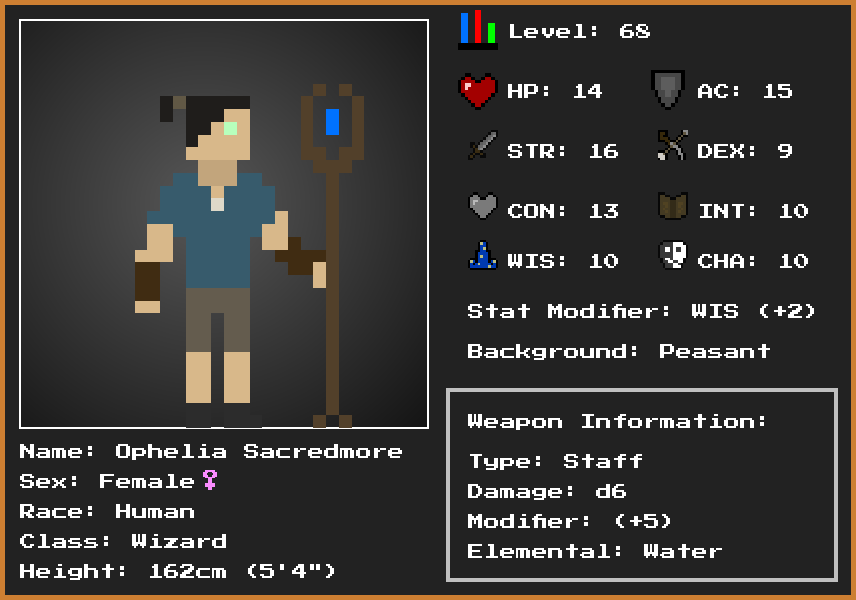 Level: 68
HP: 14 AC: 15
STR: 16 DEX: 9
CON: 13 INT: 10
WIS: 10 CHA: 10
Stat Modifier: WIS (+2)
Background: Peasant
Weapon Information:
Type: Staff
Damage: d6
Modifier: (+5)
Elemental: Water
Name: Ophelia Sacredmore
Sex: Female♀
Race: Human
Class: Wizard
Height: 162cm (5'4")